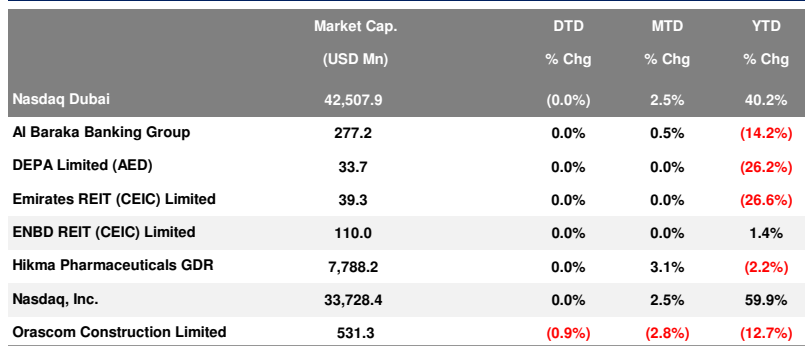 Market Cap. DTD MTD YTD
(USD Mn) % Chg % Chg % Chg
Nasdaq Dubai 42,507.9 (0.0%) 2.5% 40.2%
Al Baraka Banking Group 277.2 0.0% 0.5% (14.2%)
DEPA Limited (AED) 33.7 0.0% 0.0% (26.2%)
Emirates REIT (CEIC) Limited 39.3 0.0% 0.0% (26.6%)
ENBD REIT (CEIC) Limited 110.0 0.0% 0.0% 1.4%
Hikma Pharmaceuticals GDR 7,788.2 0.0% 3.1% (2.2%)
Nasdaq, Inc. 33,728.4 0.0% 2.5% 59.9%
Orascom Construction Limited 531.3 (0.9%) (2.8%) (12.7%)